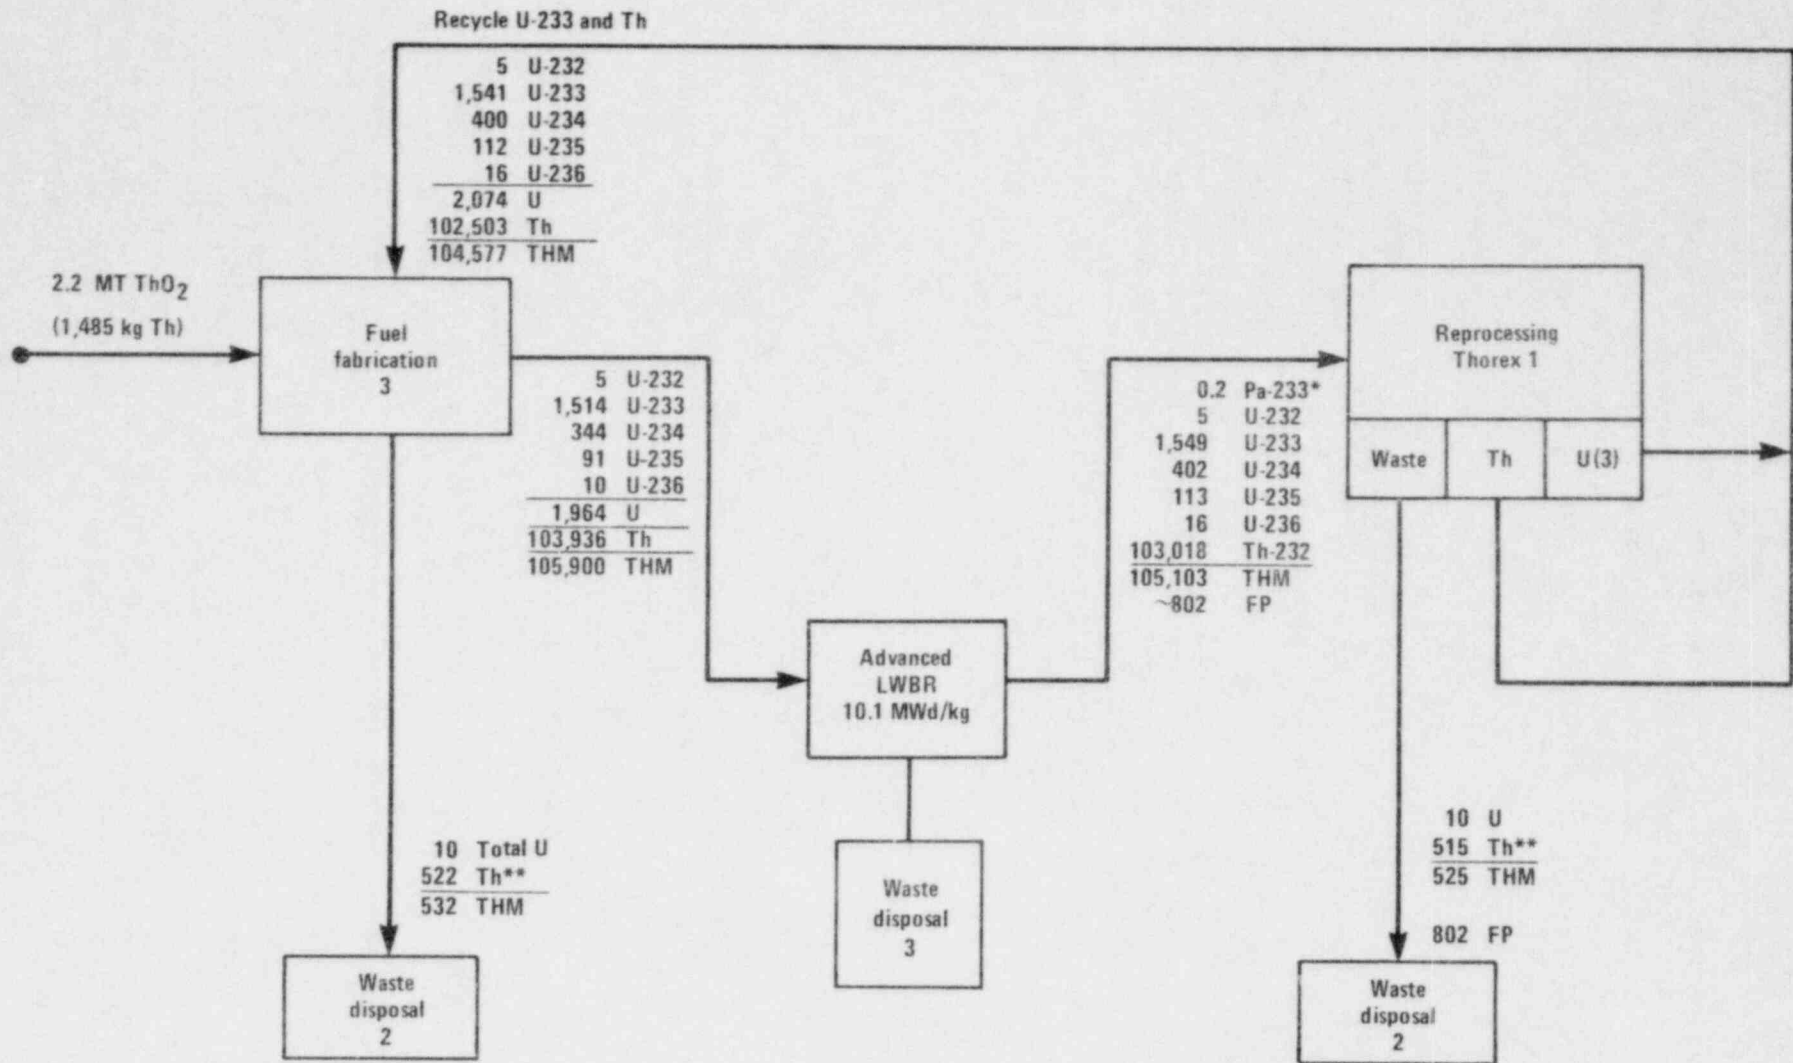 Recycle U-233 and Th
5 U-232
1,541 U-233
400 U-234
112 U-235
16 U-236
2,074 U
102,503 Th
104,577 THM
2.2 MT ThO₂
(1,485 kg Th)
Fuel
fabrication
3
5 U-232
1,514 U-233
344 U-234
91 U-235
10 U-236
1,964 U
103,936 Th
105,900 THM
10 Total U
522 Th**
532 THM
Waste
disposal
2
Advanced
LWBR
10.1 MWd/kg
Waste
disposal
3
0.2 Pa-233*
5 U-232
1,549 U-233
402 U-234
113 U-235
16 U-236
103,018 Th-232
105,103 THM
~802 FP
Reprocessing
Thorex 1
Waste
Th
U(3)
10 U
515 Th**
525 THM
802 FP
Waste
disposal
2